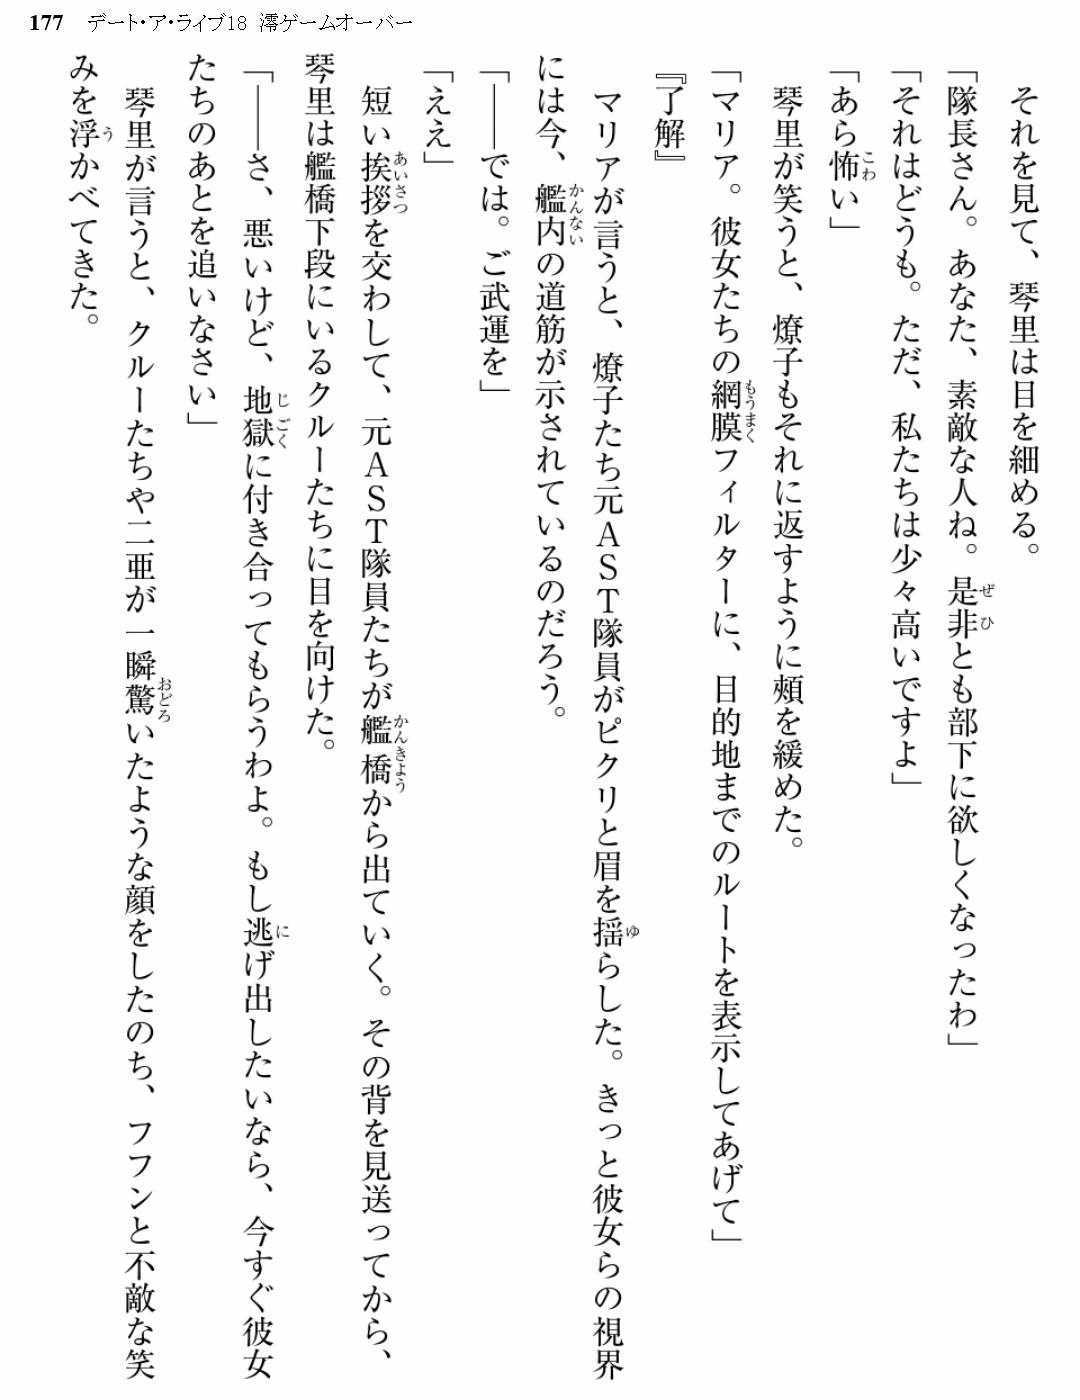 177 デート・ア・ライブ18 澪ゲームオーバー
それを見て、琴里は目を細める。
「隊長さん。あなた、素敵な人ね。是非とも部下に欲しくなったわ」
「それはどうも。ただ、私たちは少々高いですよ」
「あら怖い」
琴里が笑うと、燎子もそれに返すように頰を緩めた。
「マリア。彼女たちの網膜フィルターに、目的地までのルートを表示してあげて」
『了解』
マリアが言うと、燎子たち元ＡＳＴ隊員がピクリと眉を揺らした。きっと彼女らの視界
には今、艦内の道筋が示されているのだろう。
「――では。ご武運を」
「ええ」
短い挨拶を交わして、元ＡＳＴ隊員たちが艦橋から出ていく。その背を見送ってから、
琴里は艦橋下段にいるクルーたちに目を向けた。
「――さ、悪いけど、地獄に付き合ってもらうわよ。もし逃げ出したいなら、今すぐ彼女
たちのあとを追いなさい」
琴里が言うと、クルーたちや二亜が一瞬驚いたような顔をしたのち、フフンと不敵な笑
みを浮かべてきた。